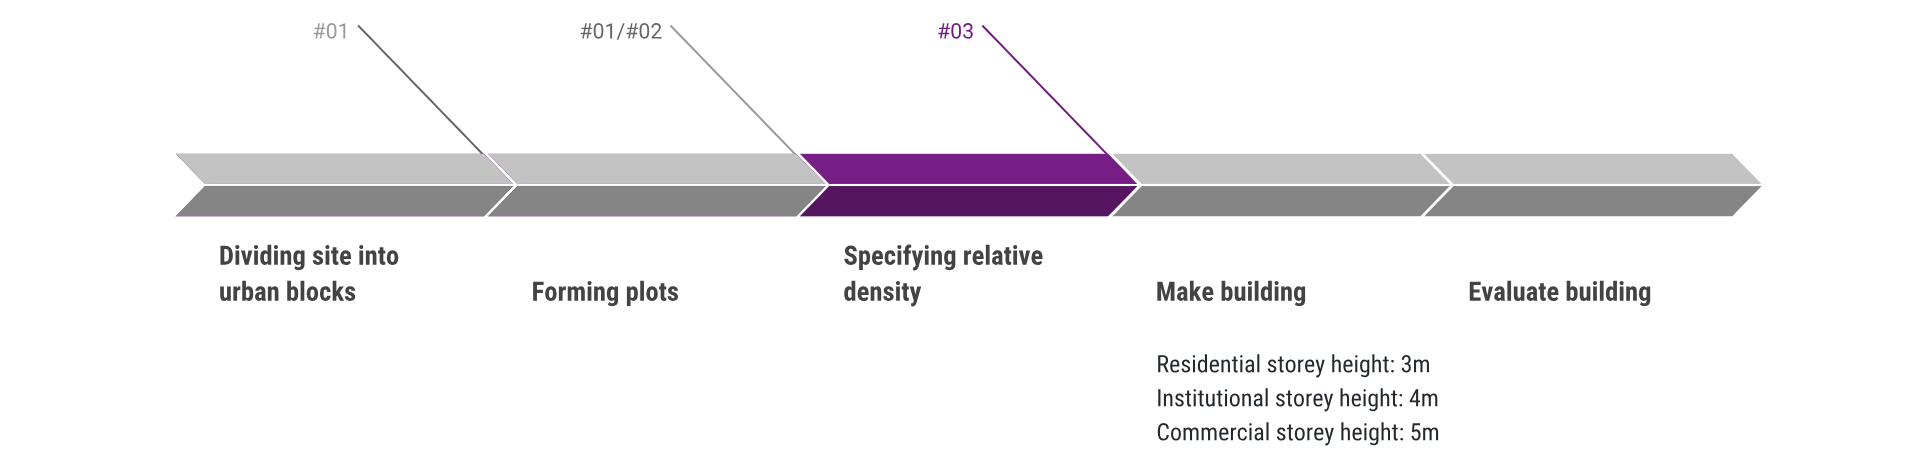 #01
#01/#02
#03
Dividing site into
urban blocks
Forming plots
Specifying relative
density
Make building
Evaluate building
Residential storey height: 3m
Institutional storey height: 4m
Commercial storey height: 5m